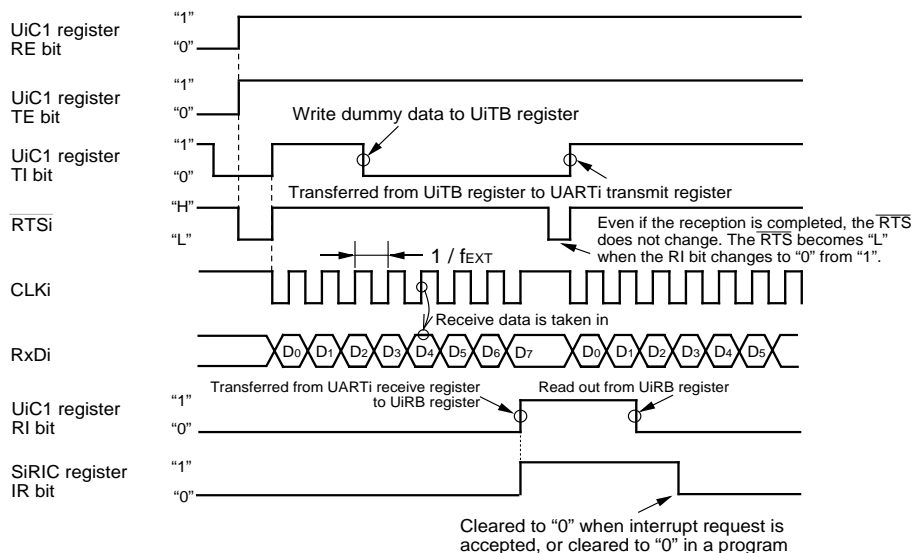 UiC1 register
RE bit
“1”
“0”
UiC1 register
TE bit
“1”
“0”
Write dummy data to UiTB register
UiC1 register
TI bit
“1”
“0”
Transferred from UiTB register to UARTi transmit register
RTSi
“H”
“L”
Even if the reception is completed, the RTS
does not change. The RTS becomes “L”
when the RI bit changes to “0” from “1”.
1 / fEXT
CLKi
Receive data is taken in
RxDi
D0 D1 D2 D3 D4 D5 D6 D7 D0 D1 D2 D3 D4 D5
Transferred from UARTi receive register
to UiRB register
Read out from UiRB register
UiC1 register
RI bit
“1”
“0”
SiRIC register
IR bit
“1”
“0”
Cleared to “0” when interrupt request is
accepted, or cleared to “0” in a program